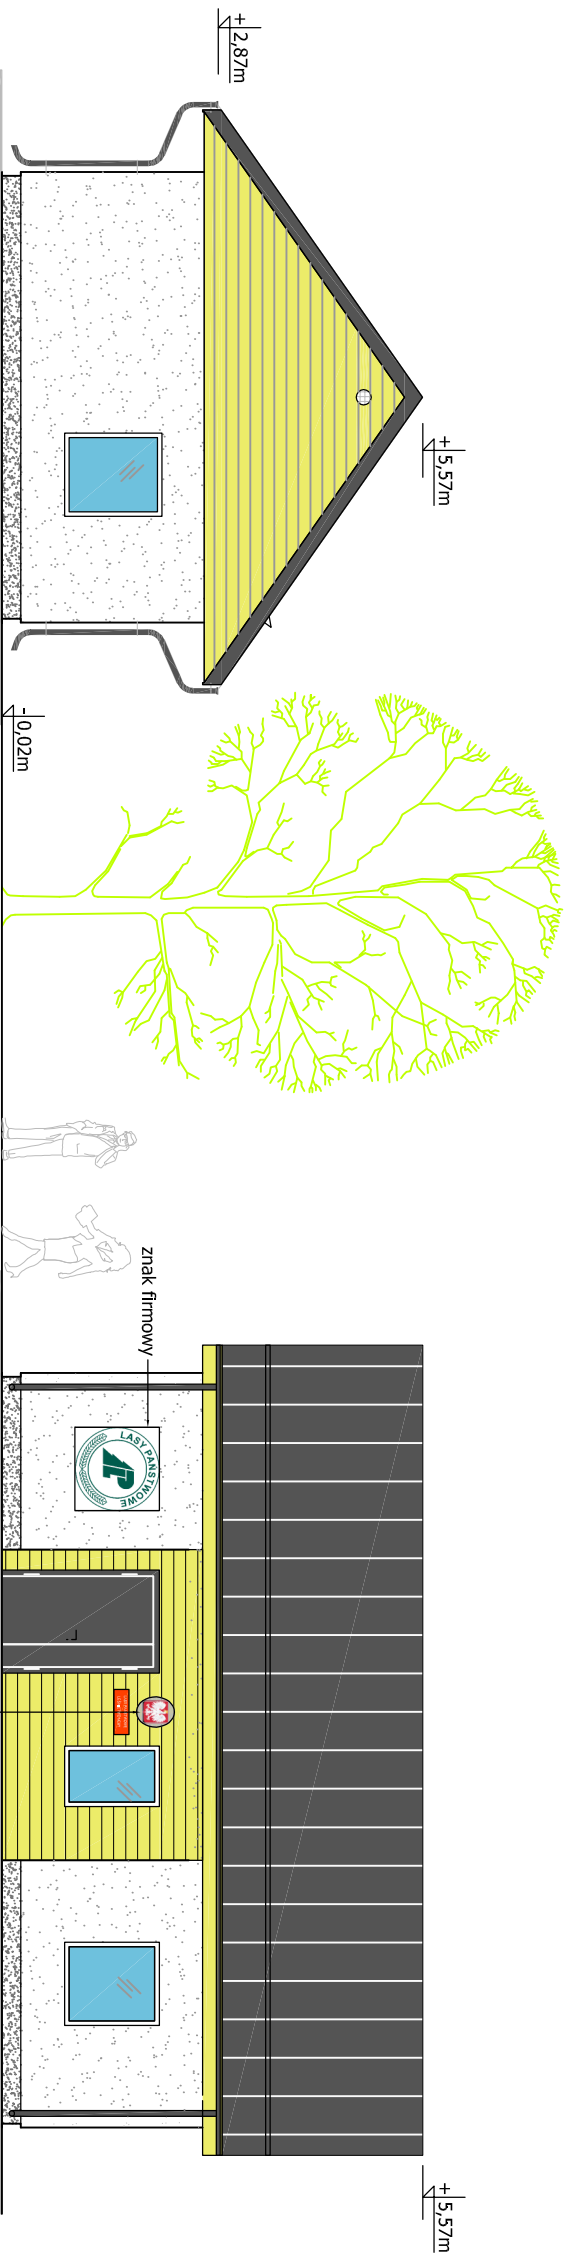 + 2,87m
+ 5,57m
- 0,02m
znak firmowy
LASY PAŃSTWOWE
+ 5,57m